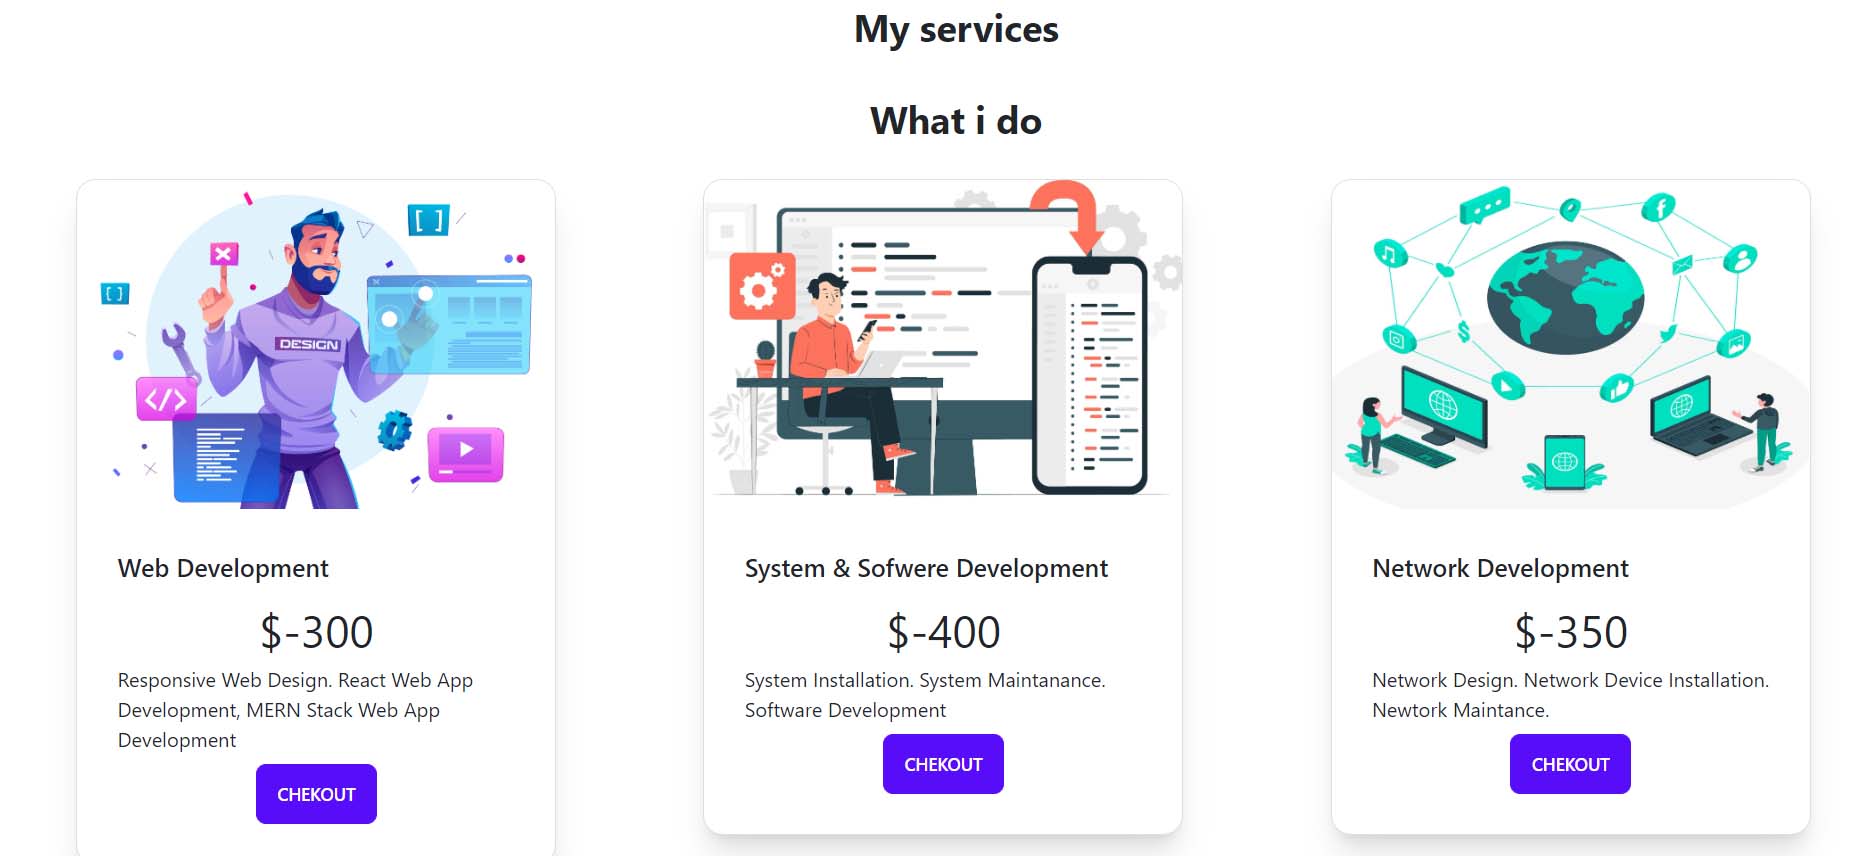 My services
What i do
DESIGN
Web Development
$-300
Responsive Web Design. React Web App
Development, MERN Stack Web App
Development
CHEKOUT
System & Sofwere Development
$-400
System Installation. System Maintanance.
Software Development
CHEKOUT
Network Development
$-350
Network Design. Network Device Installation.
Newtork Maintance.
CHEKOUT